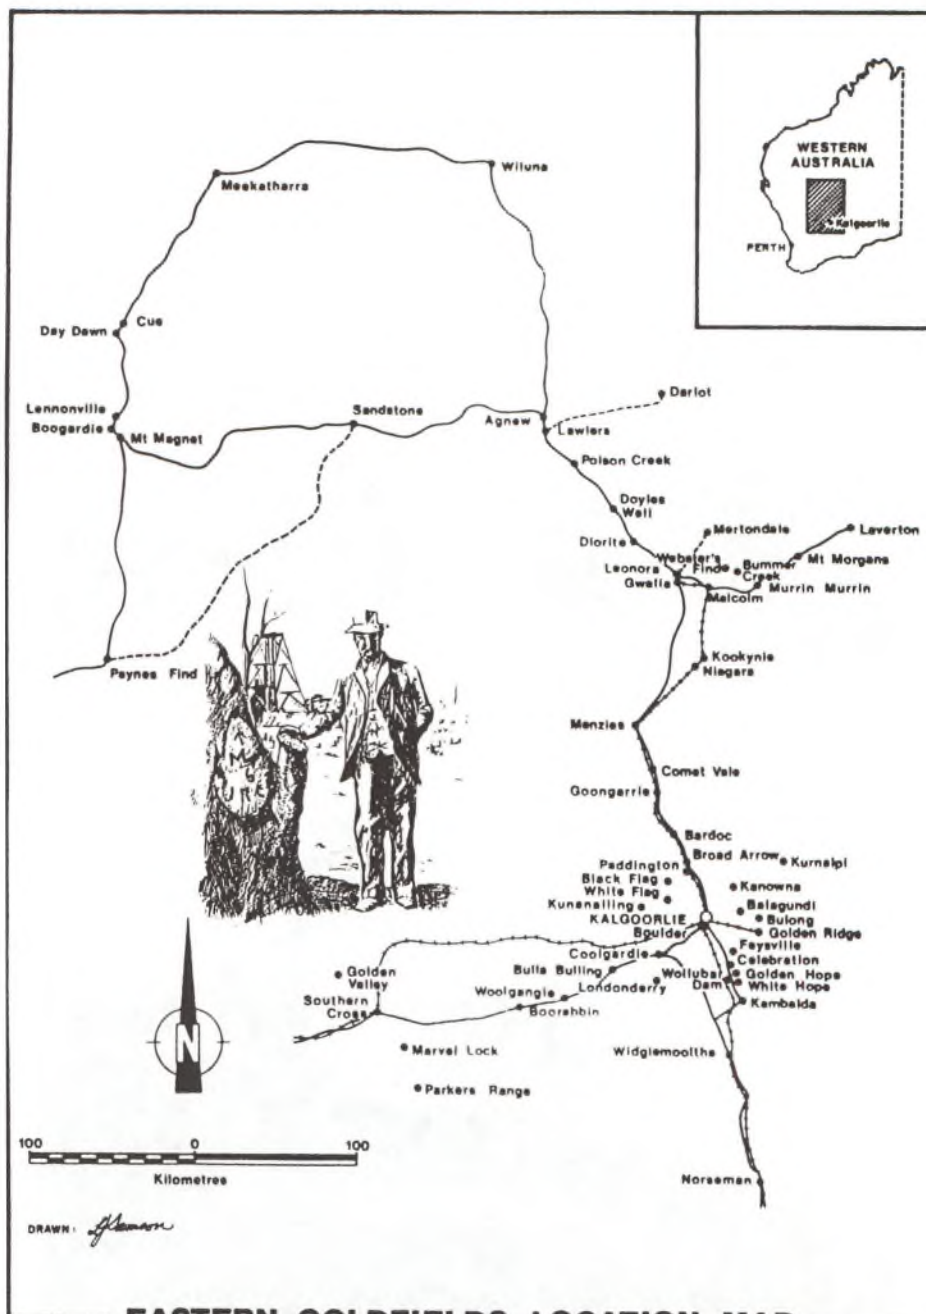 WESTERN
AUSTRALIA
Kalgoorlie
PERTH
Wiluna
Meekatharra
Cue
Day Dawn
Darlot
Lennonville
Sandstone
Agnew
Boogardie
Lawlers
Mt Magnet
Poison Creek
Doyles
Well
Mertondale
Laverton
Diorite
Webster's
Find
Mt Morgans
Leonora
Bummer
Creek
Gwalia
Murrin Murrin
Malcolm
Kookynie
Niagara
Paynes Find
Menzies
Comet Vale
Goongarrie
Bardoc
Broad Arrow
Kurnalpi
Paddington
Black Flag
Kanowna
White Flag
Balagundi
Kunanalling
Bulong
KALGOORLIE
Boulder
Golden Ridge
Feysville
Coolgardie
Celebration
Golden
Valley
Bulla Bulling
Wollubar
Dam
Golden Hope
Londonderry
White Hope
Woolgangie
Southern
Cross
Boorabbin
Kambalda
N
Marvel Lock
Widgiemooltha
Parkers Range
100 0 100
Kilometres
Norseman
DRAWN:
EASTERN GOLDFIELDS LOCATION MAP